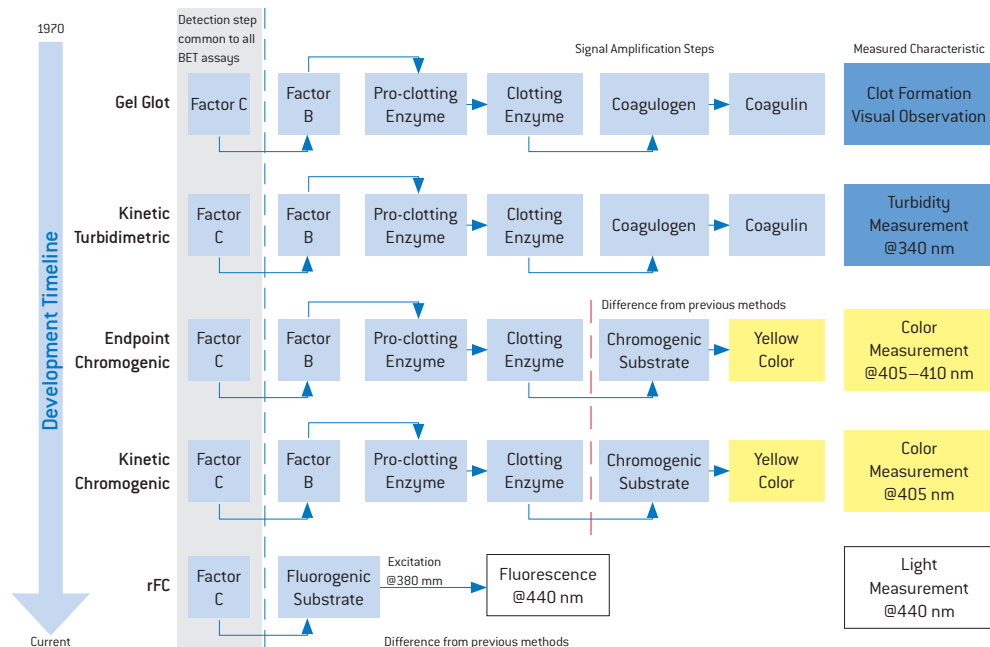 1970
Detection step
common to all
BET assays
Signal Amplification Steps
Measured Characteristic
Development Timeline
Gel Glot
Factor C
Factor
B
Pro-clotting
Enzyme
Clotting
Enzyme
Coagulogen
Coagulin
Clot Formation
Visual Observation
Kinetic
Turbidimetric
Factor
C
Factor
B
Pro-clotting
Enzyme
Clotting
Enzyme
Coagulogen
Coagulin
Turbidity
Measurement
@340 nm
Difference from previous methods
Endpoint
Chromogenic
Factor
C
Factor
B
Pro-clotting
Enzyme
Clotting
Enzyme
Chromogenic
Substrate
Yellow
Color
Color
Measurement
@405–410 nm
Kinetic
Chromogenic
Factor
C
Factor
B
Pro-clotting
Enzyme
Clotting
Enzyme
Chromogenic
Substrate
Yellow
Color
Color
Measurement
@405 nm
rFC
Factor
C
Fluorogenic
Substrate
Excitation
@380 mm
Fluorescence
@440 nm
Light
Measurement
@440 nm
Current
Difference from previous methods